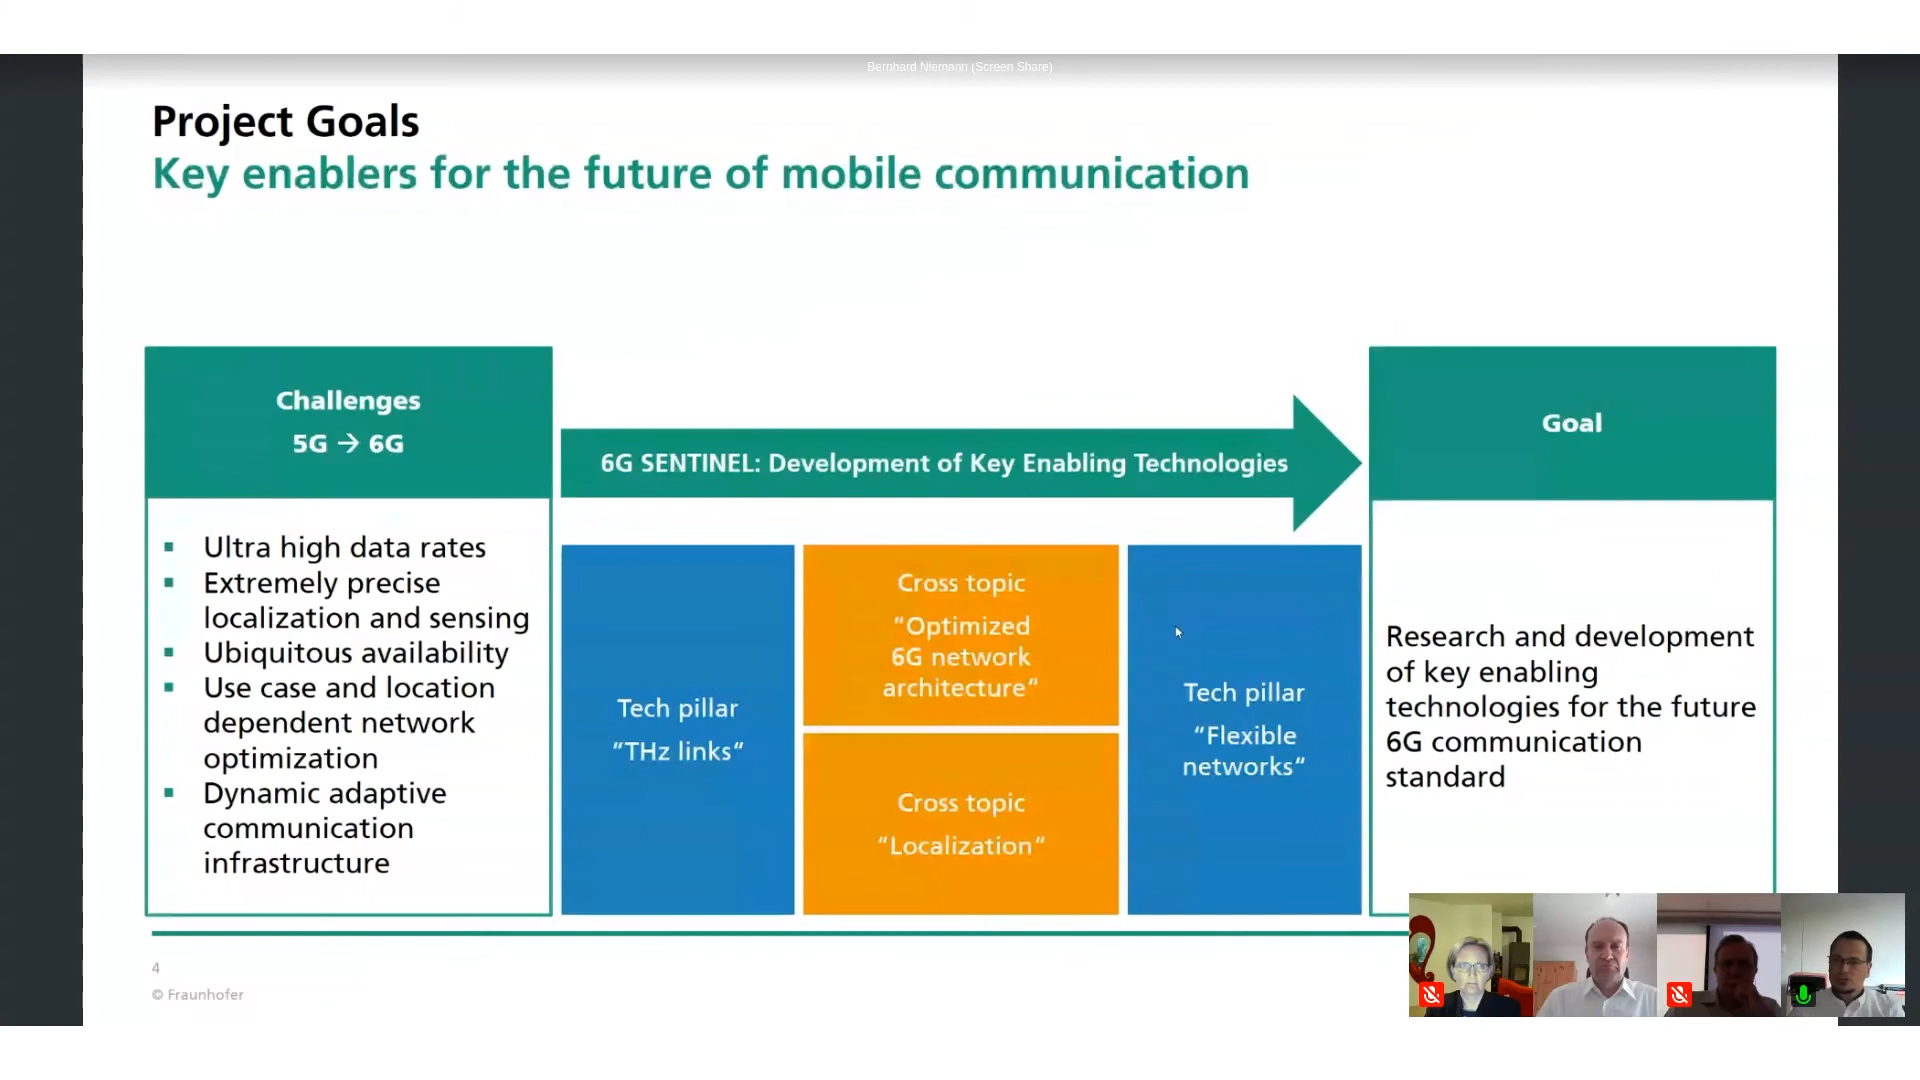 Bernhard Niemann (Screen Share)
Project Goals
Key enablers for the future of mobile communication
Challenges
5G → 6G
▪ Ultra high data rates
▪ Extremely precise
localization and sensing
▪ Ubiquitous availability
▪ Use case and location
dependent network
optimization
▪ Dynamic adaptive
communication
infrastructure
6G SENTINEL: Development of Key Enabling Technologies
Tech pillar
“THz links“
Cross topic
“Optimized
6G network
architecture“
Cross topic
“Localization“
Tech pillar
“Flexible
networks“
Goal
Research and development
of key enabling
technologies for the future
6G communication
standard
4
© Fraunhofer